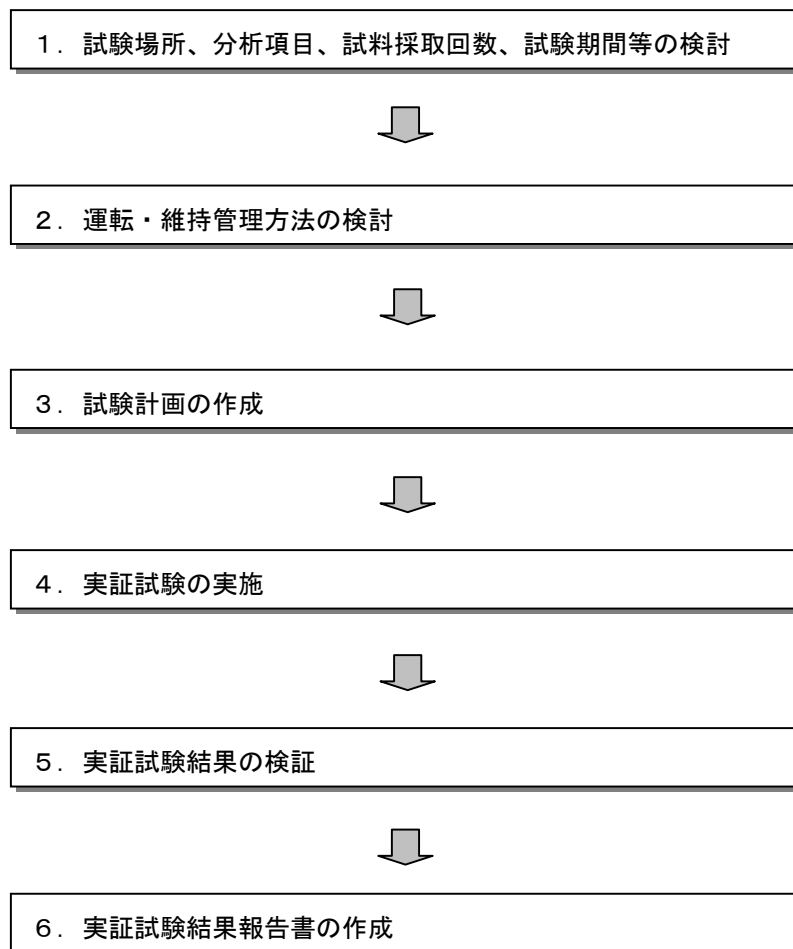 １．試験場所、分析項目、試料採取回数、試験期間等の検討
２．運転・維持管理方法の検討
３．試験計画の作成
４．実証試験の実施
５．実証試験結果の検証
６．実証試験結果報告書の作成